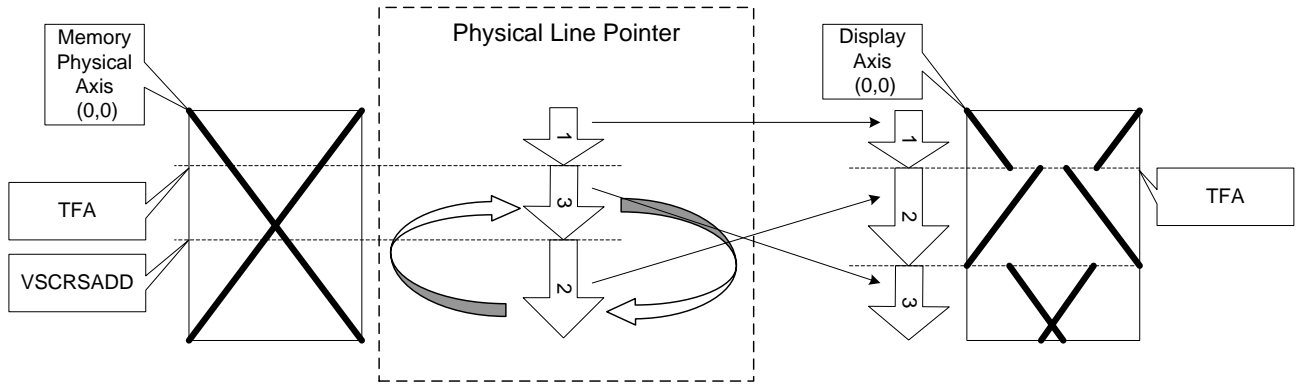 Physical Line Pointer
Memory
Physical
Axis
(0,0)
Display
Axis
(0,0)
1
1
TFA
3
2
TFA
VSCRSADD
2
3